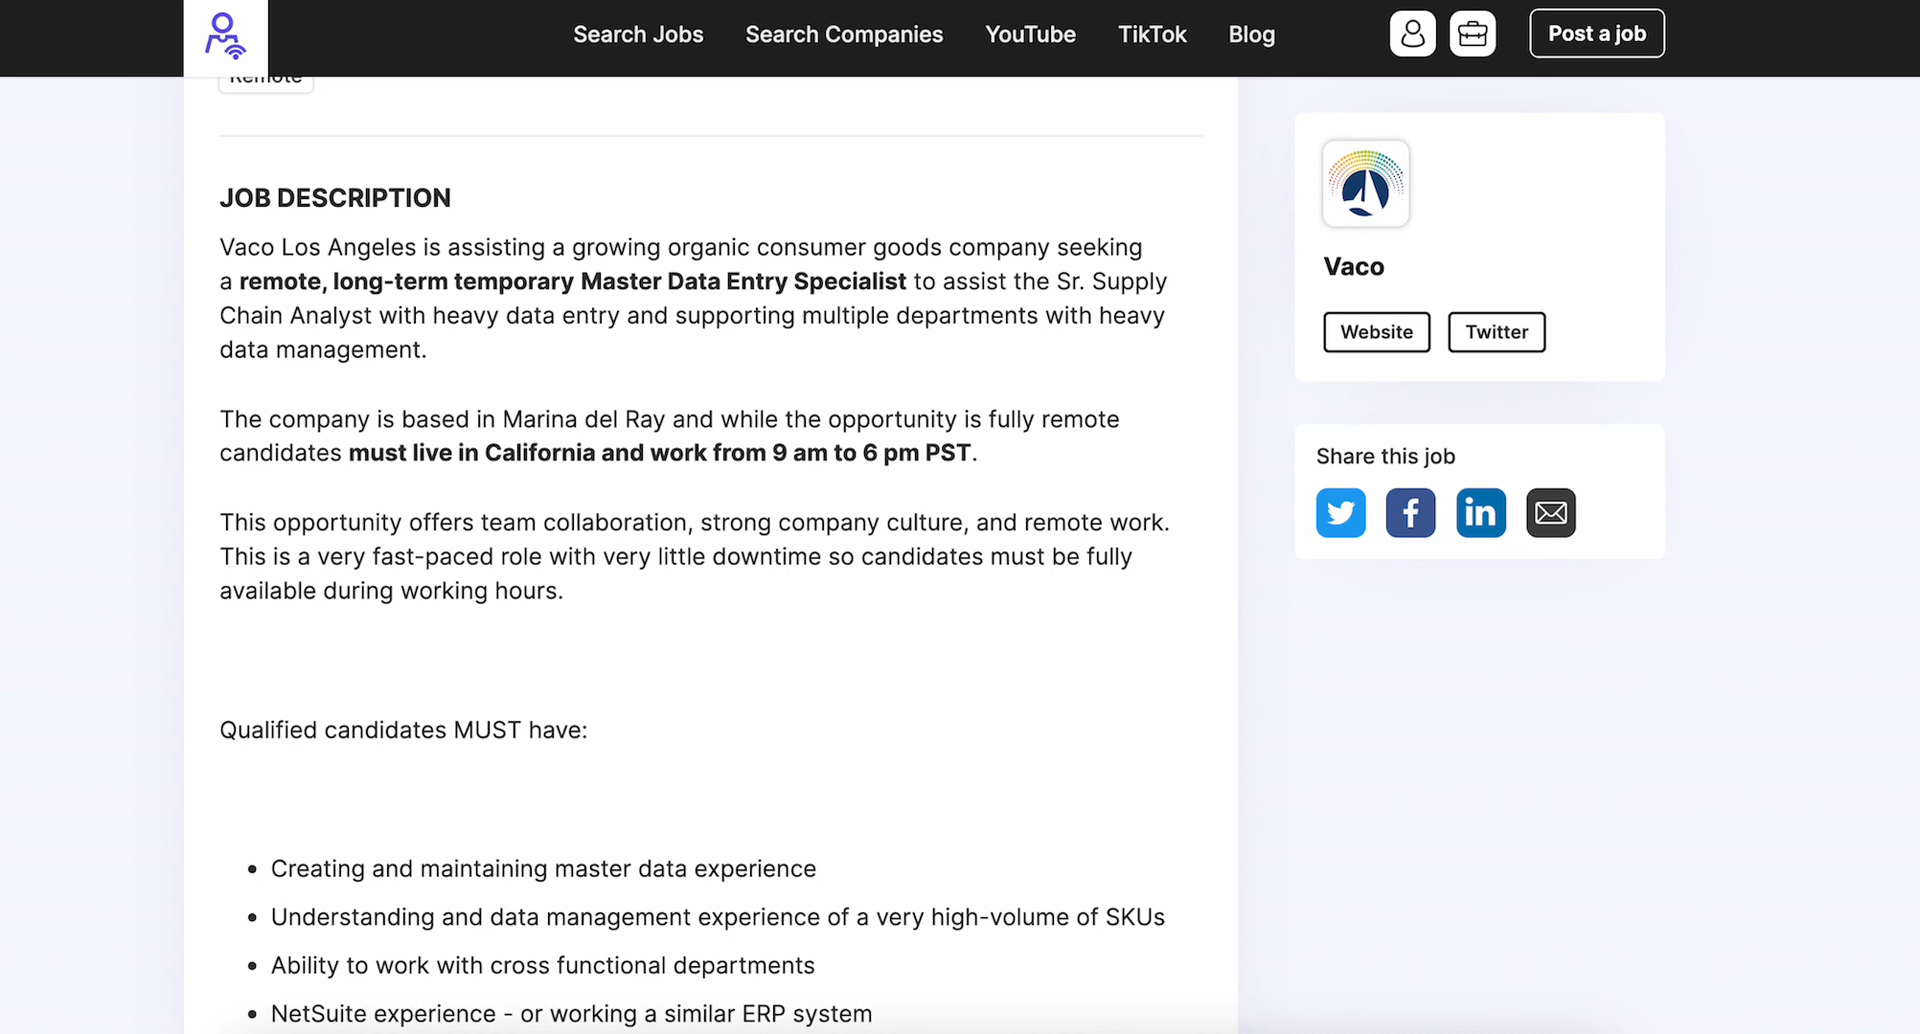 Search Jobs
Search Companies
YouTube
TikTok
Blog
Post a job
Remote
JOB DESCRIPTION
Vaco Los Angeles is assisting a growing organic consumer goods company seeking
a remote, long-term temporary Master Data Entry Specialist to assist the Sr. Supply
Chain Analyst with heavy data entry and supporting multiple departments with heavy
data management.
The company is based in Marina del Ray and while the opportunity is fully remote
candidates must live in California and work from 9 am to 6 pm PST.
This opportunity offers team collaboration, strong company culture, and remote work.
This is a very fast-paced role with very little downtime so candidates must be fully
available during working hours.
Qualified candidates MUST have:
• Creating and maintaining master data experience
• Understanding and data management experience of a very high-volume of SKUs
• Ability to work with cross functional departments
• NetSuite experience - or working a similar ERP system
Vaco
Website
Twitter
Share this job
f
in